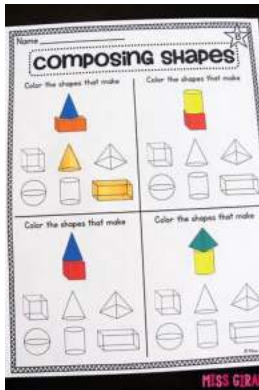 Name
composing shapes
Color the shapes that make
Color the shapes that make
Color the shapes that make
Color the shapes that make
MISS GIRA